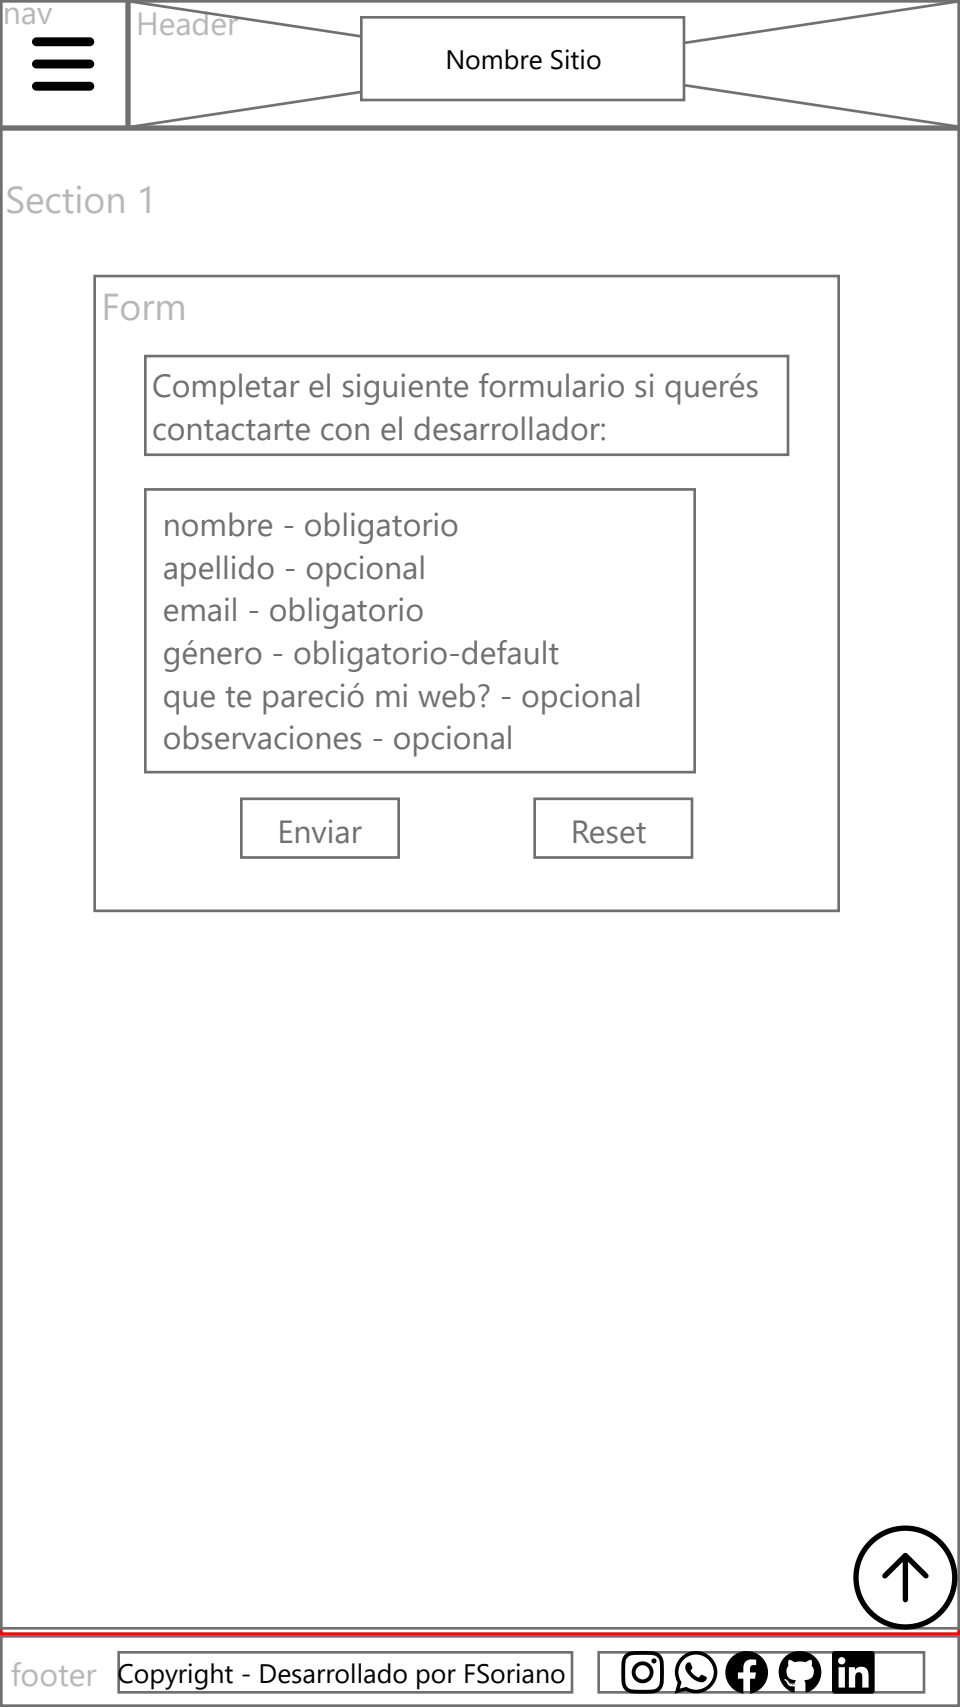 nav
Header
Nombre Sitio
Section 1
Form
Completar el siguiente formulario si querés
contactarte con el desarrollador:
nombre - obligatorio
apellido - opcional
email - obligatorio
género - obligatorio-default
que te pareció mi web? - opcional
observaciones - opcional
Enviar
Reset
footer
Copyright - Desarrollado por FSoriano
in